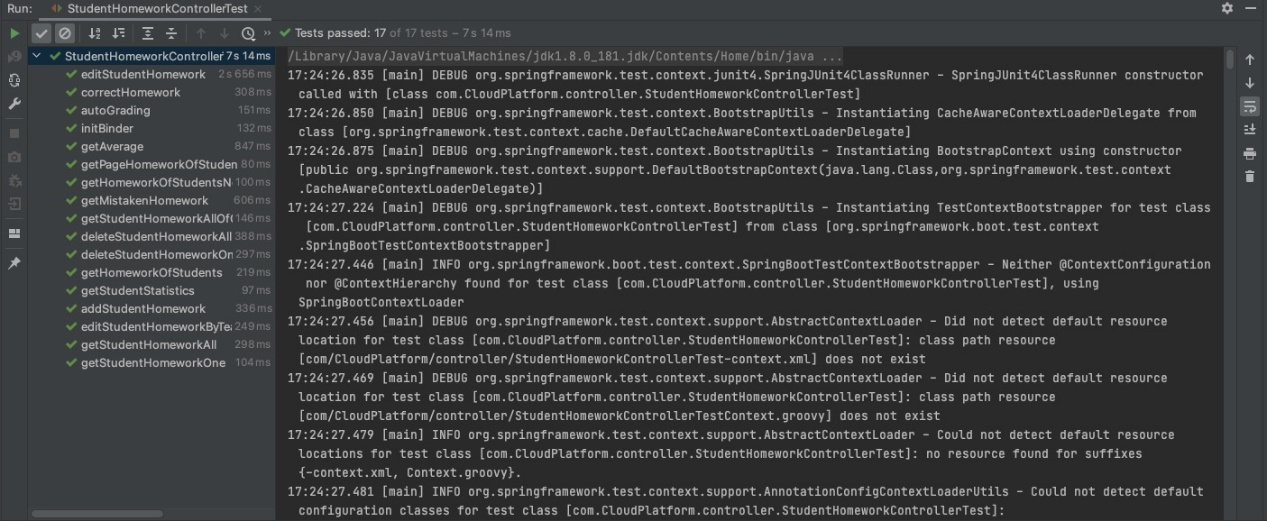 Run: StudentHomeworkControllerTest ×
Tests passed: 17 of 17 tests – 7 s 14 ms
StudentHomeworkController 7 s 14 ms
editStudentHomework 2 s 656 ms
correctHomework 308 ms
autoGrading 151 ms
initBinder 132 ms
getAverage 847 ms
getPageHomeworkOfStuden 80 ms
getHomeworkOfStudentsN 100 ms
getMistakenHomework 606 ms
getStudentHomeworkAllOf 146 ms
deleteStudentHomeworkAll 388 ms
deleteStudentHomeworkOn 297 ms
getHomeworkOfStudents 219 ms
getStudentStatistics 97 ms
addStudentHomework 336 ms
editStudentHomeworkByTea 249 ms
getStudentHomeworkAll 298 ms
getStudentHomeworkOne 104 ms
/Library/Java/JavaVirtualMachines/jdk1.8.0_181.jdk/Contents/Home/bin/java ...
17:24:26.835 [main] DEBUG org.springframework.test.context.junit4.SpringJUnit4ClassRunner - SpringJUnit4ClassRunner constructor
called with [class com.CloudPlatform.controller.StudentHomeworkControllerTest]
17:24:26.850 [main] DEBUG org.springframework.test.context.BootstrapUtils - Instantiating CacheAwareContextLoaderDelegate from
class [org.springframework.test.context.cache.DefaultCacheAwareContextLoaderDelegate]
17:24:26.875 [main] DEBUG org.springframework.test.context.BootstrapUtils - Instantiating BootstrapContext using constructor
[public org.springframework.test.context.support.DefaultBootstrapContext(java.lang.Class,org.springframework.test.context
.CacheAwareContextLoaderDelegate)]
17:24:27.224 [main] DEBUG org.springframework.test.context.BootstrapUtils - Instantiating TestContextBootstrapper for test class
[com.CloudPlatform.controller.StudentHomeworkControllerTest] from class [org.springframework.boot.test.context
.SpringBootTestContextBootstrapper]
17:24:27.446 [main] INFO org.springframework.boot.test.context.SpringBootTestContextBootstrapper - Neither @ContextConfiguration
nor @ContextHierarchy found for test class [com.CloudPlatform.controller.StudentHomeworkControllerTest], using
SpringBootContextLoader
17:24:27.456 [main] DEBUG org.springframework.test.context.support.AbstractContextLoader - Did not detect default resource
location for test class [com.CloudPlatform.controller.StudentHomeworkControllerTest]: class path resource
[com/CloudPlatform/controller/StudentHomeworkControllerTest-context.xml] does not exist
17:24:27.469 [main] DEBUG org.springframework.test.context.support.AbstractContextLoader - Did not detect default resource
location for test class [com.CloudPlatform.controller.StudentHomeworkControllerTest]: class path resource
[com/CloudPlatform/controller/StudentHomeworkControllerTestContext.groovy] does not exist
17:24:27.479 [main] INFO org.springframework.test.context.support.AbstractContextLoader - Could not detect default resource
locations for test class [com.CloudPlatform.controller.StudentHomeworkControllerTest]: no resource found for suffixes
{-context.xml, Context.groovy}.
17:24:27.481 [main] INFO org.springframework.test.context.support.AnnotationConfigContextLoaderUtils - Could not detect default
configuration classes for test class [com.CloudPlatform.controller.StudentHomeworkControllerTest]: